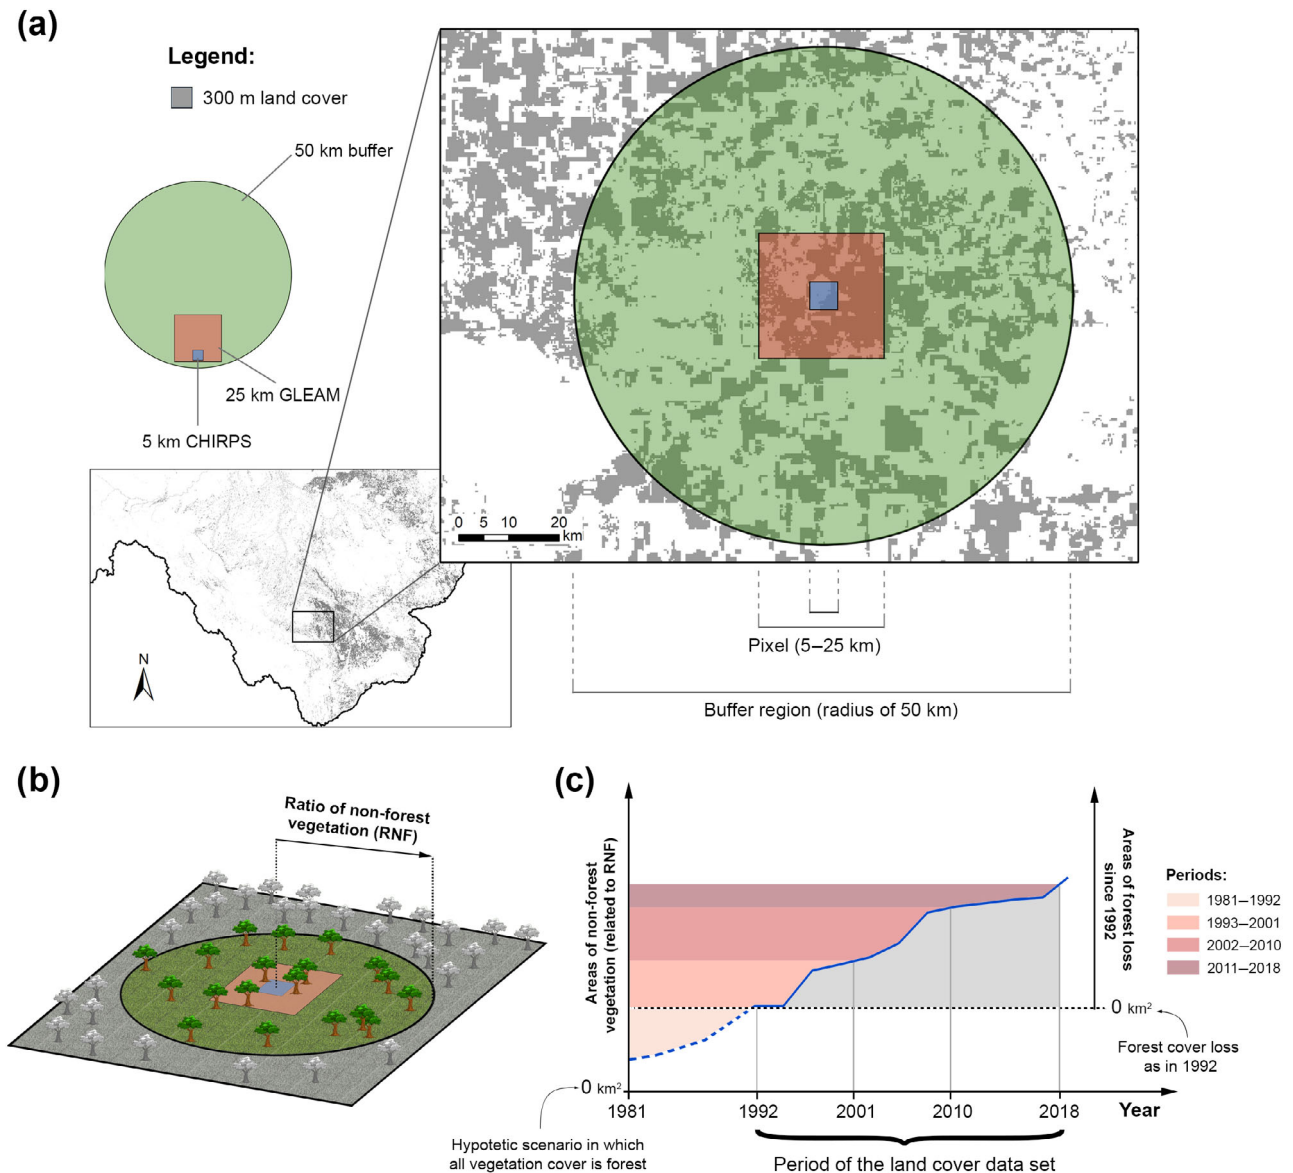 (a)
Legend:
300 m land cover
50 km buffer
25 km GLEAM
5 km CHIRPS
N
0 5 10 20
km
Pixel (5–25 km)
Buffer region (radius of 50 km)
(b)
Ratio of non-forest
vegetation (RNF)
(c)
Areas of non-forest
vegetation (related to RNF)
Areas of forest loss
since 1992
Periods:
1981–1992
1993–2001
2002–2010
2011–2018
0 km²
Forest cover loss
as in 1992
0 km²
1981 1992 2001 2010 2018 Year
Hypotetic scenario in which
all vegetation cover is forest
Period of the land cover data set